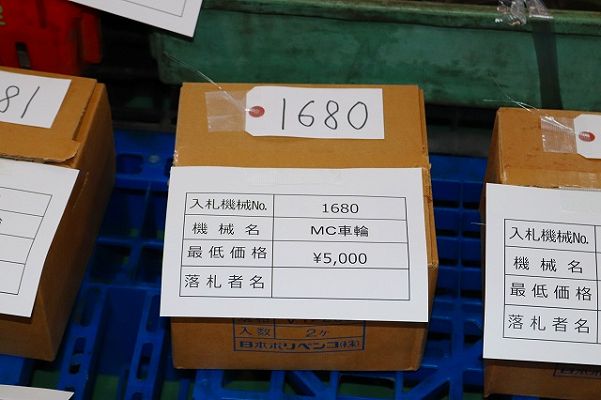 1680
入札機械No. 1680
機械名 MC車輪
最低価格 ¥5,000
落札者名
入数 2ヶ
日本ポリペンコ(株)
81
入札機械No.
機械名
最低価格
落札者名